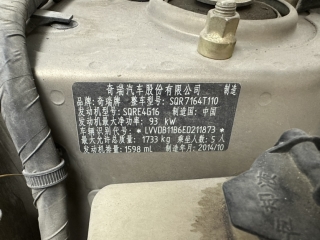 奇瑞汽车股份有限公司 制造
品牌：奇瑞牌 整车型号：SQR7164T110
发动机型号：SQRE4G16 制造国：中国
发动机最大净功率：93 kW
车辆识别代号：*LVVDB11B6ED211873*
最大允许总质量：1733 kg 乘坐人数：5 人
发动机排量：1598 mL 制造年月：2014/10